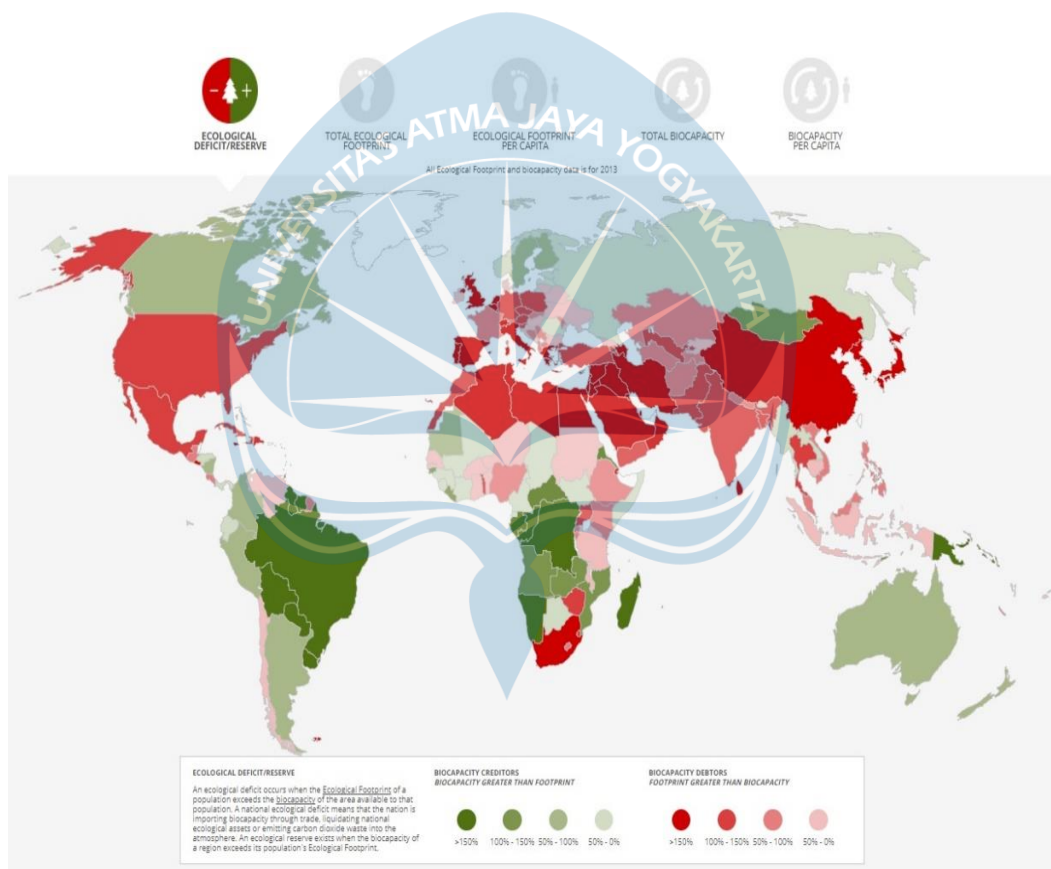 UNIVERSITAS ATMA JAYA YOGYAKARTA
ECOLOGICAL
DEFICIT/RESERVE
TOTAL ECOLOGICAL
FOOTPRINT
ECOLOGICAL FOOTPRINT
PER CAPITA
TOTAL BIOCAPACITY
BIOCAPACITY
PER CAPITA
All Ecological Footprint and biocapacity data is for 2013
ECOLOGICAL DEFICIT/RESERVE
An ecological deficit occurs when the Ecological Footprint of a
population exceeds the biocapacity of the area available to that
population. A national ecological deficit means that the nation is
importing biocapacity through trade, liquidating national
ecological assets or emitting carbon dioxide waste into the
atmosphere. An ecological reserve exists when the biocapacity of
a region exceeds its population's Ecological Footprint.
BIOCAPACITY CREDITORS
BIOCAPACITY GREATER THAN FOOTPRINT
>150% 100% - 150% 50% - 100% 50% - 0%
BIOCAPACITY DEBTORS
FOOTPRINT GREATER THAN BIOCAPACITY
>150% 100% - 150% 50% - 100% 50% - 0%